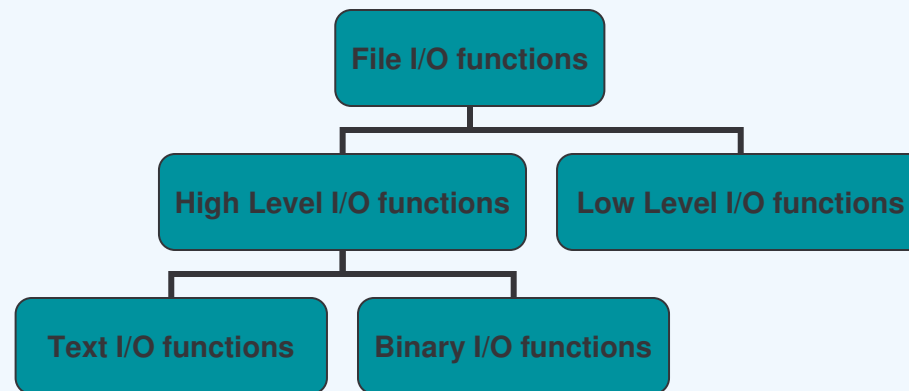 File I/O functions
High Level I/O functions
Low Level I/O functions
Text I/O functions
Binary I/O functions